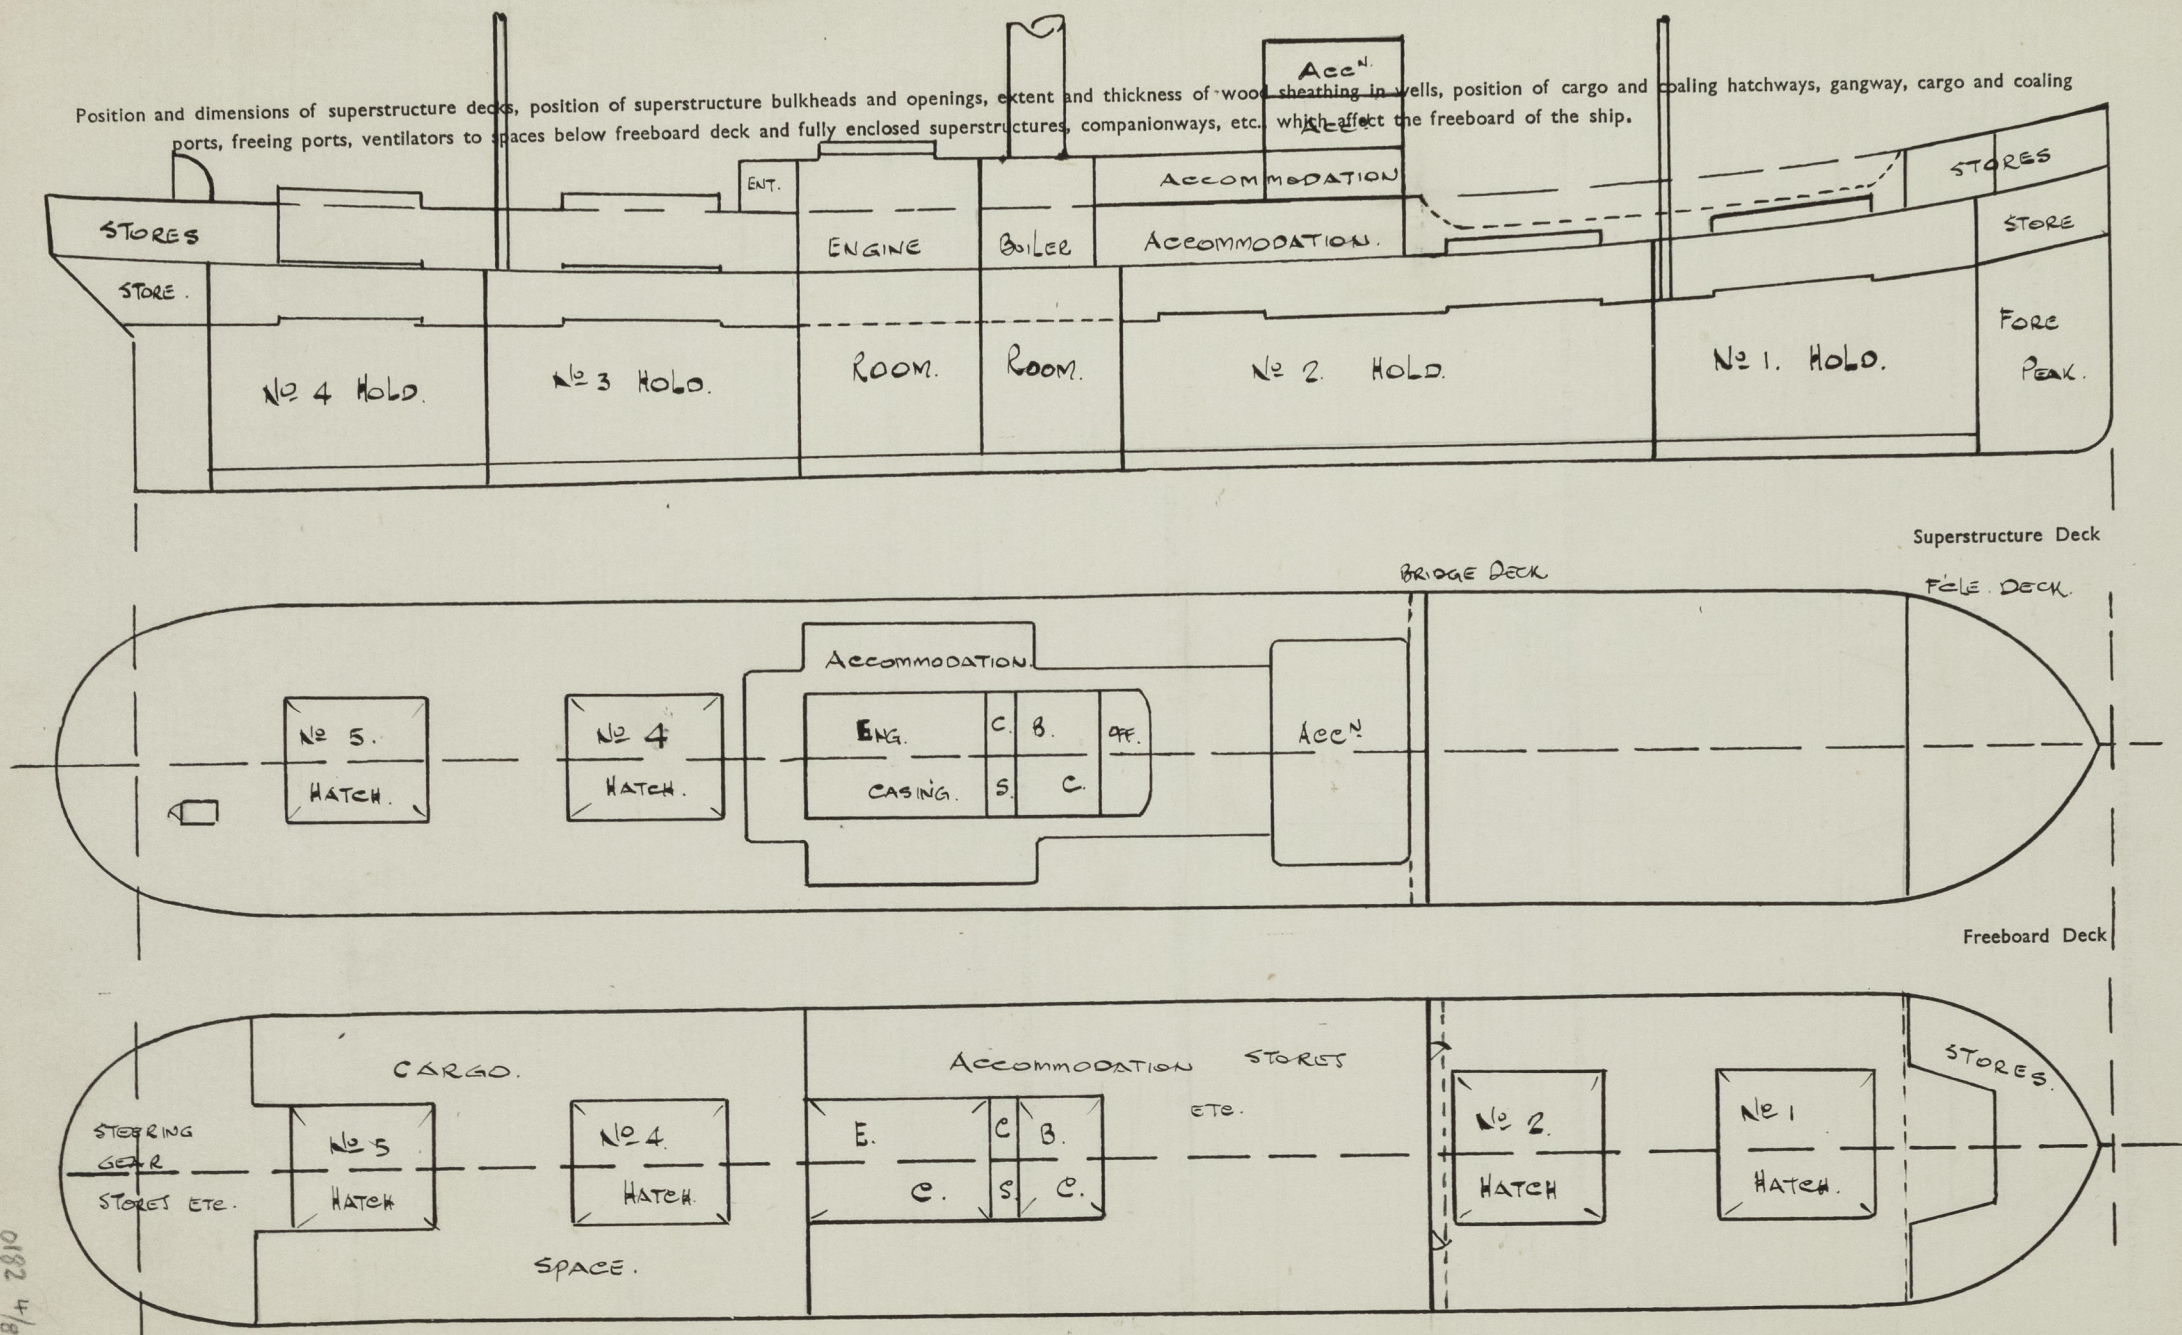 Acc^N.
Position and dimensions of superstructure decks, position of superstructure bulkheads and openings, extent and thickness of wood sheathing in wells, position of cargo and coaling hatchways, gangway, cargo and coaling
ports, freeing ports, ventilators to spaces below freeboard deck and fully enclosed superstructures, companionways, etc., which affect the freeboard of the ship.
Acc^N.
ENT.
ACCOMMODATION
STORES
STORES
ENGINE
BOILER
ACCOMMODATION.
STORE
STORE.
ROOM.
ROOM.
No 4 HOLD.
No 3 HOLD.
No 2. HOLD.
No 1. HOLD.
FORE
PEAK.
Superstructure Deck
BRIDGE DECK
F'CLE. DECK.
ACCOMMODATION.
No 5.
HATCH.
No 4
HATCH.
ENG.
CASING.
C.
S.
B.
C.
OFF.
Acc^N
Freeboard Deck
CARGO.
ACCOMMODATION STORES
ETC.
STORES.
STEERING
GEAR
STORES ETC.
No 5
HATCH
No 4
HATCH.
E.
C.
C
S.
B.
C.
No 2.
HATCH
No 1
HATCH.
SPACE.